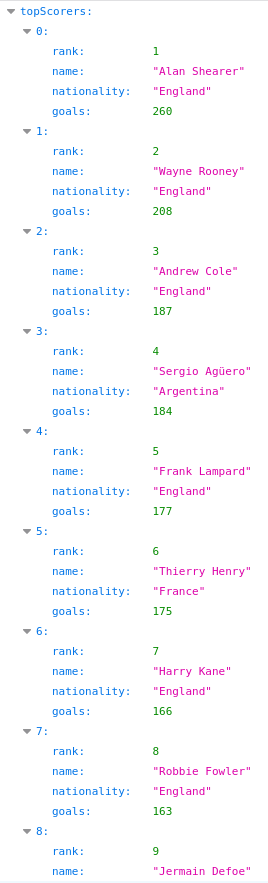 topScorers:
0:
rank: 1
name: "Alan Shearer"
nationality: "England"
goals: 260
1:
rank: 2
name: "Wayne Rooney"
nationality: "England"
goals: 208
2:
rank: 3
name: "Andrew Cole"
nationality: "England"
goals: 187
3:
rank: 4
name: "Sergio Agüero"
nationality: "Argentina"
goals: 184
4:
rank: 5
name: "Frank Lampard"
nationality: "England"
goals: 177
5:
rank: 6
name: "Thierry Henry"
nationality: "France"
goals: 175
6:
rank: 7
name: "Harry Kane"
nationality: "England"
goals: 166
7:
rank: 8
name: "Robbie Fowler"
nationality: "England"
goals: 163
8:
rank: 9
name: "Jermain Defoe"